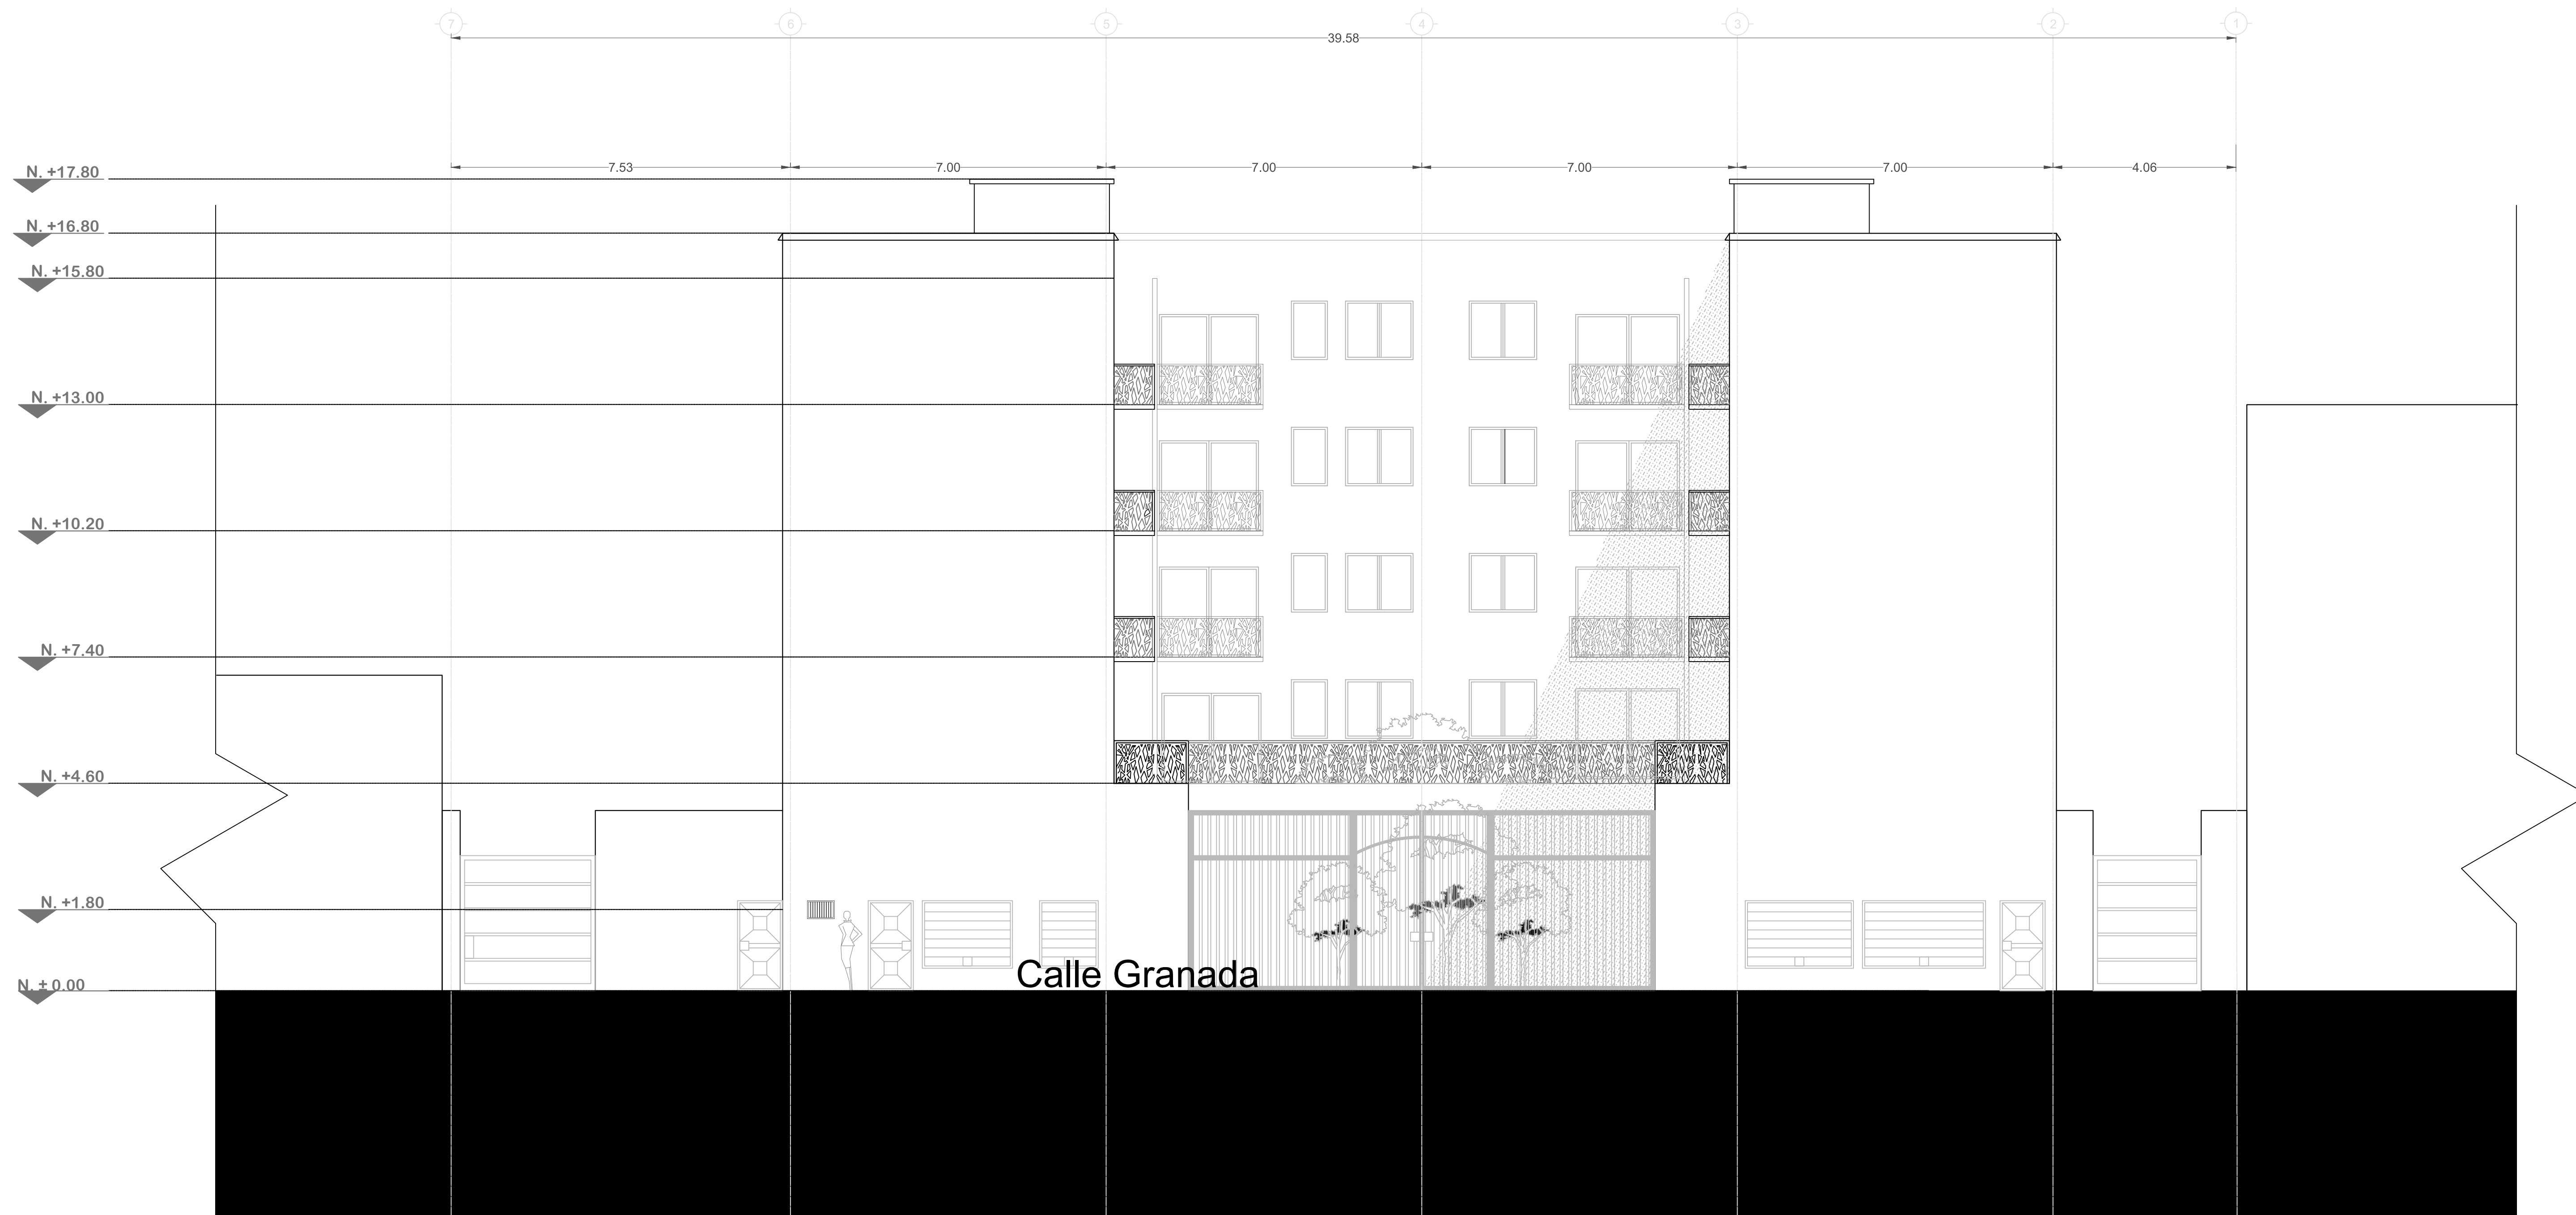 7 6 5 4 3 2 1
39.58
7.53 7.00 7.00 7.00 7.00 4.06
N. +17.80
N. +16.80
N. +15.80
N. +13.00
N. +10.20
N. +7.40
N. +4.60
N. +1.80
Calle Granada
N. ± 0.00